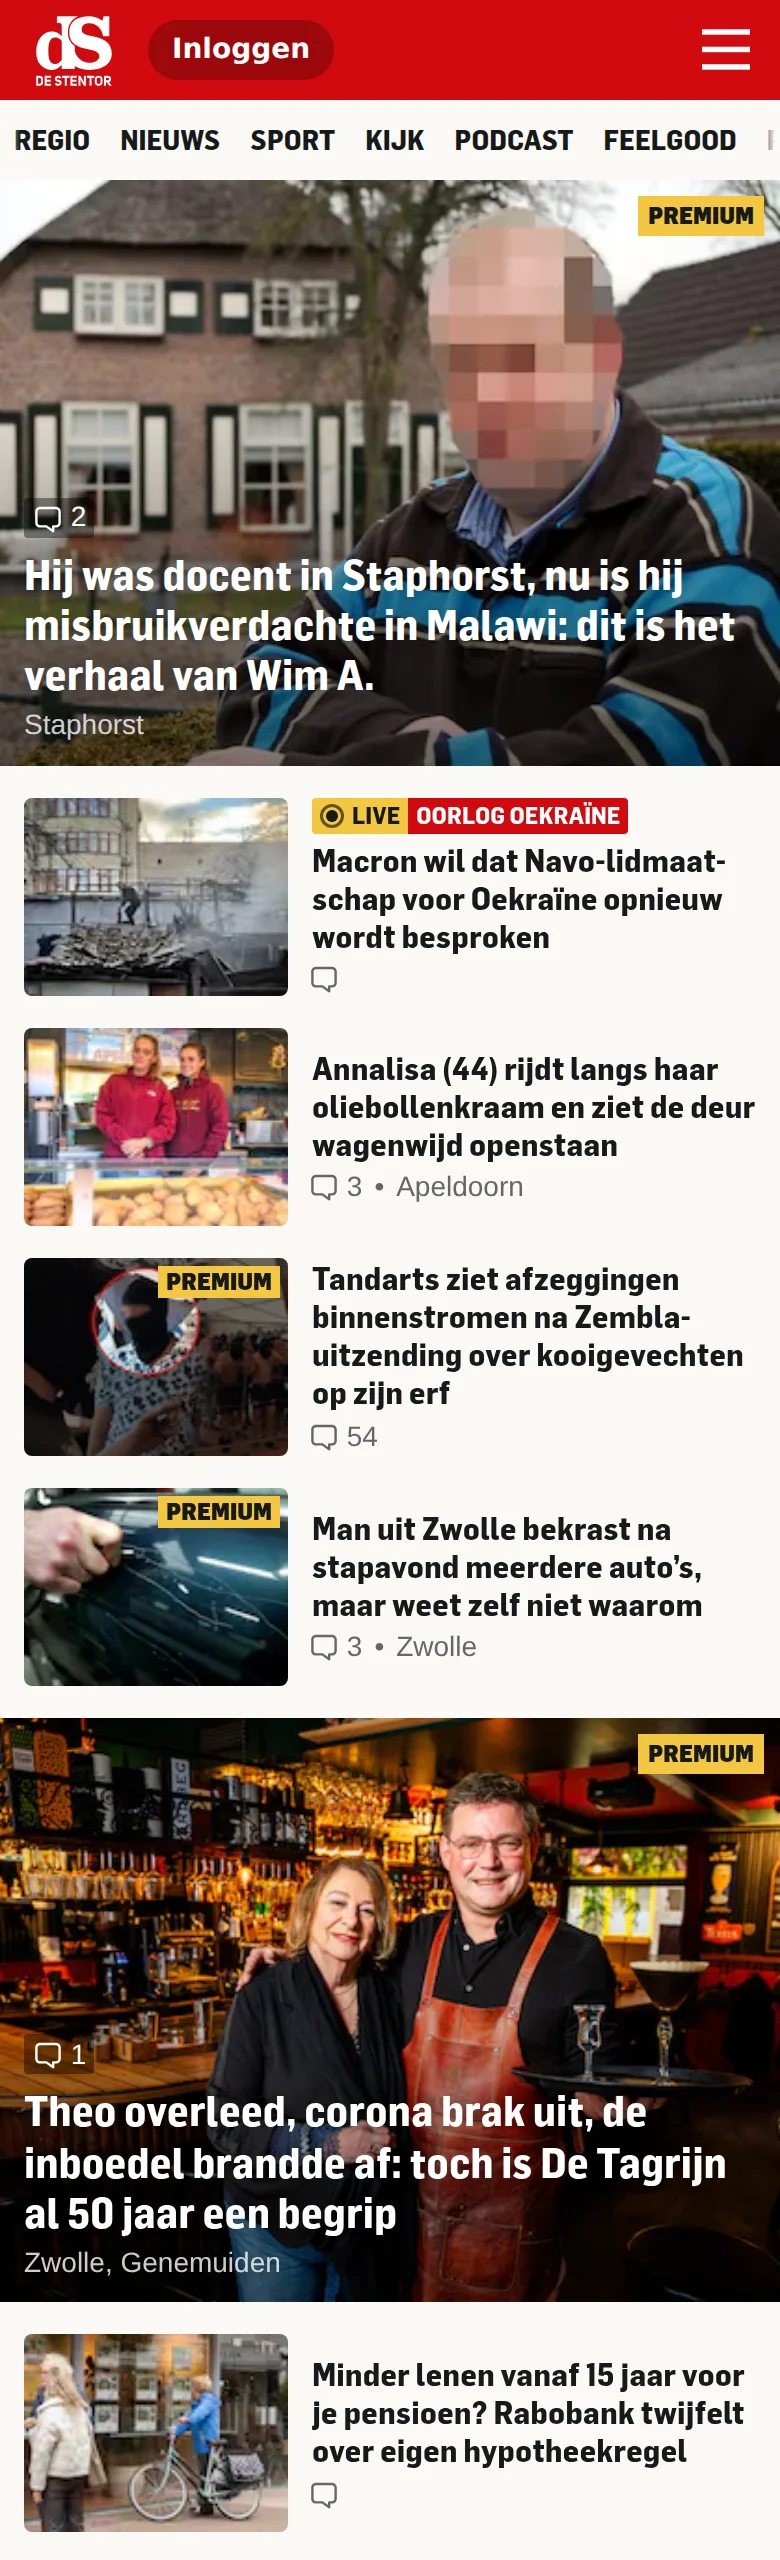 dS
DE STENTOR
Inloggen
REGIO NIEUWS SPORT KIJK PODCAST FEELGOOD
PREMIUM
2
Hij was docent in Staphorst, nu is hij
misbruikverdachte in Malawi: dit is het
verhaal van Wim A.
Staphorst
LIVE OORLOG OEKRAÏNE
Macron wil dat Navo-lidmaat-
schap voor Oekraïne opnieuw
wordt besproken
Annalisa (44) rijdt langs haar
oliebollenkraam en ziet de deur
wagenwijd openstaan
3 • Apeldoorn
PREMIUM
Tandarts ziet afzeggingen
binnenstromen na Zembla-
uitzending over kooigevechten
op zijn erf
54
PREMIUM
Man uit Zwolle bekrast na
stapavond meerdere auto’s,
maar weet zelf niet waarom
3 • Zwolle
PREMIUM
1
Theo overleed, corona brak uit, de
inboedel brandde af: toch is De Tagrijn
al 50 jaar een begrip
Zwolle, Genemuiden
Minder lenen vanaf 15 jaar voor
je pensioen? Rabobank twijfelt
over eigen hypotheekregel